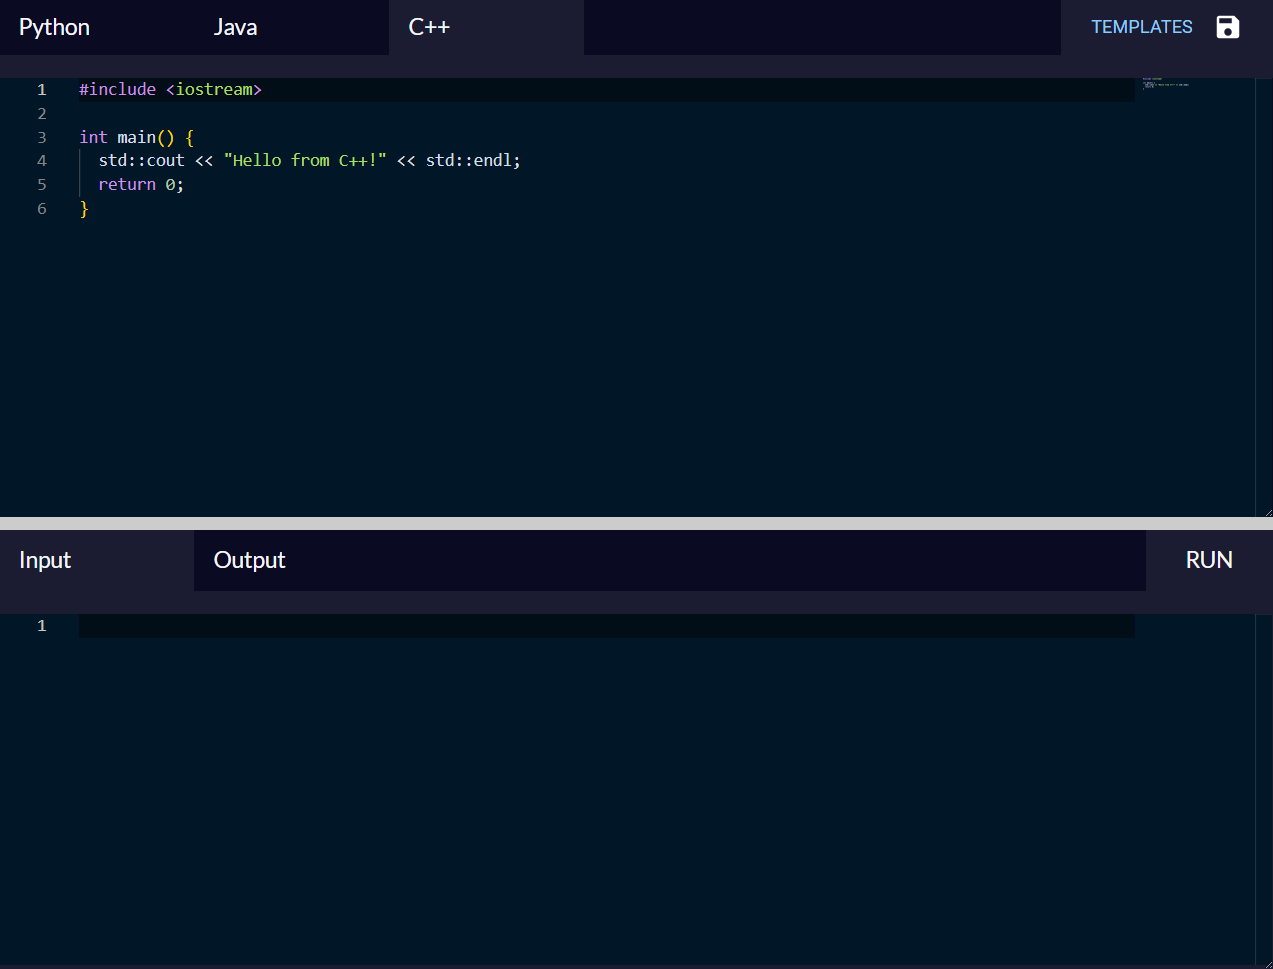 Python Java C++ TEMPLATES
1 #include <iostream>
2
3 int main() {
4 std::cout << "Hello from C++!" << std::endl;
5 return 0;
6 }
Input Output RUN
1